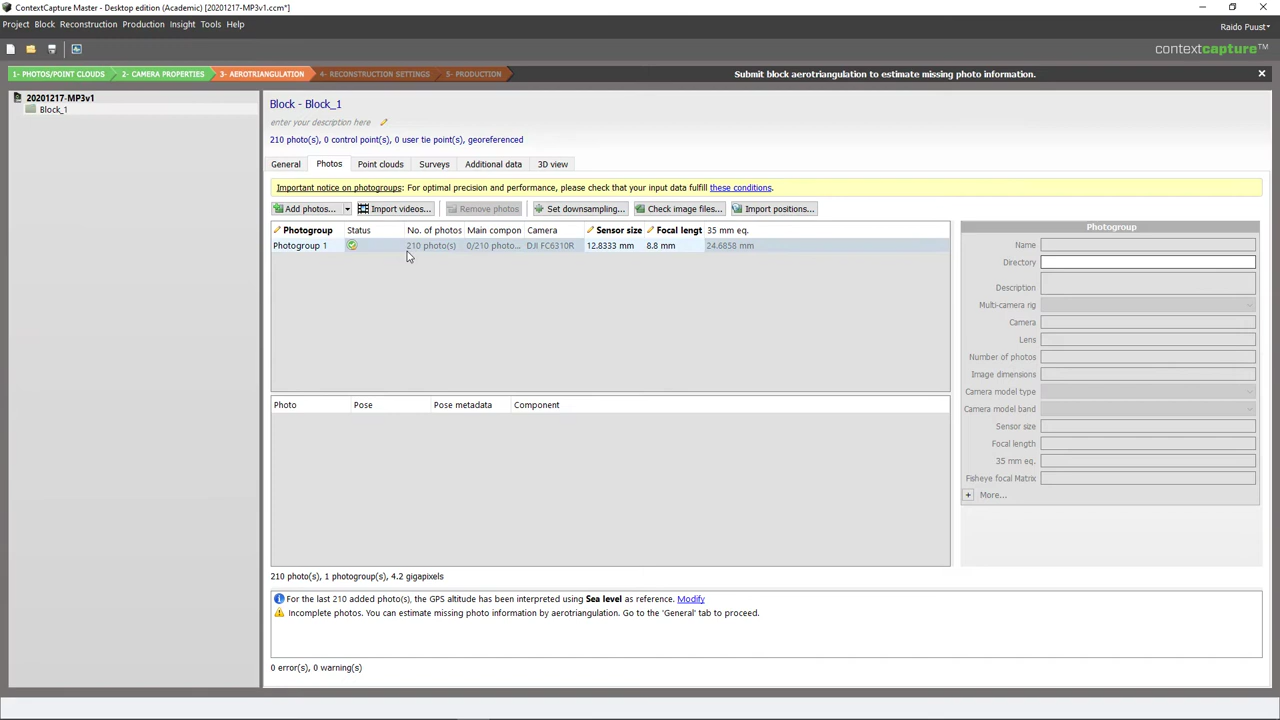 ContextCapture Master - Desktop edition (Academic) [20201217-MP3v1.ccm*]
Project Block Reconstruction Production Insight Tools Help
Raido Puust
contextcapture™
1- PHOTOS/POINT CLOUDS 2- CAMERA PROPERTIES 3- AEROTRIANGULATION 4- RECONSTRUCTION SETTINGS 5- PRODUCTION
Submit block aerotriangulation to estimate missing photo information.
20201217-MP3v1
Block_1
Block - Block_1
enter your description here
210 photo(s), 0 control point(s), 0 user tie point(s), georeferenced
General Photos Point clouds Surveys Additional data 3D view
Important notice on photogroups: For optimal precision and performance, please check that your input data fulfill these conditions.
Add photos... Import videos... Remove photos Set downsampling... Check image files... Import positions...
Photogroup Status No. of photos Main compon Camera Sensor size Focal lengt 35 mm eq.
Photogroup 1 210 photo(s) 0/210 photo... DJI FC6310R 12.8333 mm 8.8 mm 24.6858 mm
Photo Pose Pose metadata Component
210 photo(s), 1 photogroup(s), 4.2 gigapixels
For the last 210 added photo(s), the GPS altitude has been interpreted using Sea level as reference. Modify
Incomplete photos. You can estimate missing photo information by aerotriangulation. Go to the 'General' tab to proceed.
0 error(s), 0 warning(s)
Photogroup
Name
Directory
Description
Multi-camera rig
Camera
Lens
Number of photos
Image dimensions
Camera model type
Camera model band
Sensor size
Focal length
35 mm eq.
Fisheye focal Matrix
+ More...